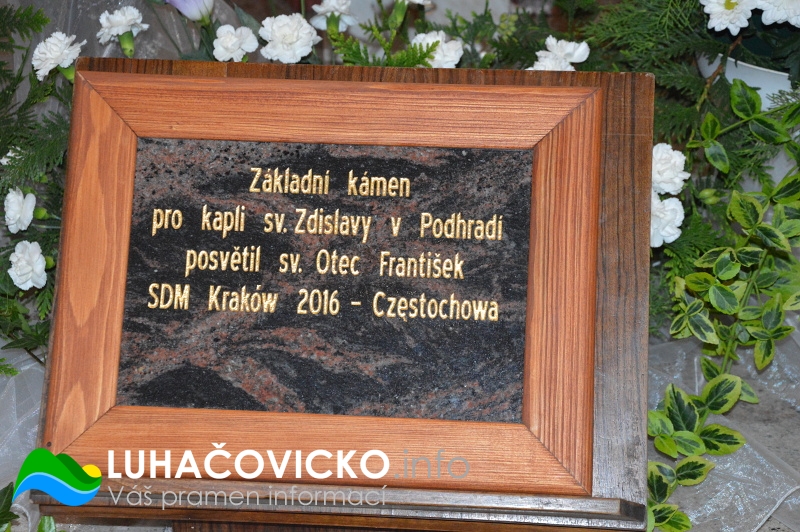 Základní kámen
pro kapli sv. Zdislavy v Podhradí
posvětil sv. Otec František
SDM Kraków 2016 - Częstochowa
LUHAČOVICKO.info
Váš pramen informací